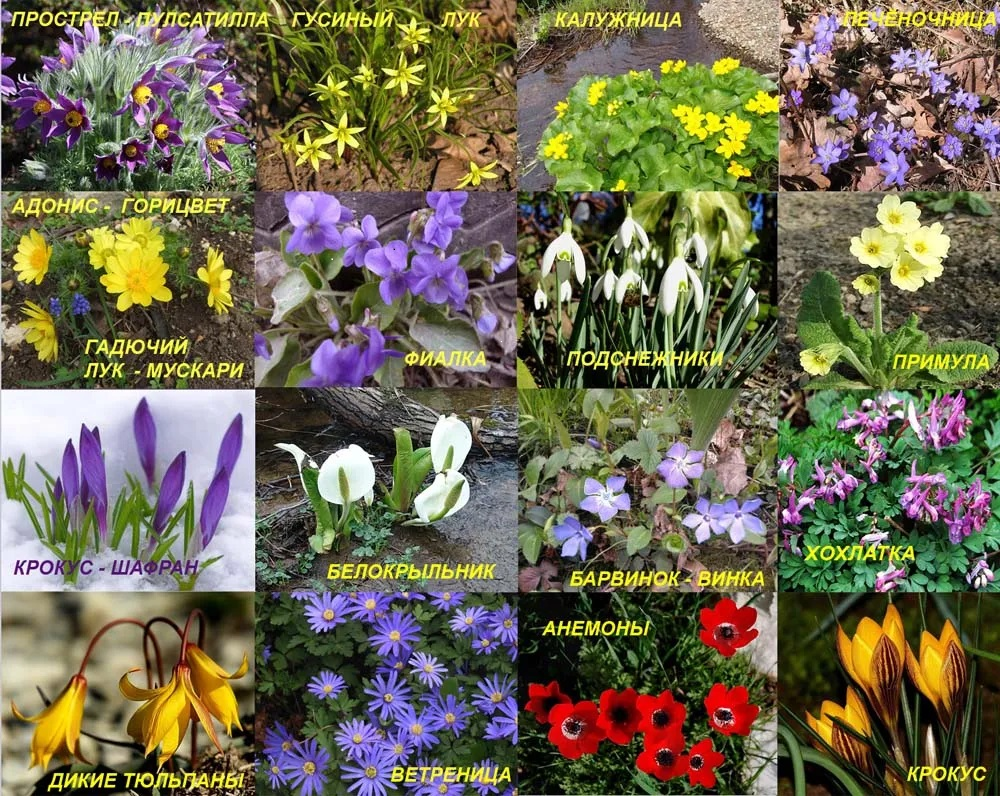 ПРОСТРЕЛ - ПУЛСАТИЛЛА
ГУСИНЫЙ ЛУК
КАЛУЖНИЦА
ПЕЧЁНОЧНИЦА
АДОНИС - ГОРИЦВЕТ
ГАДЮЧИЙ
ЛУК - МУСКАРИ
ФИАЛКА
ПОДСНЕЖНИКИ
ПРИМУЛА
КРОКУС - ШАФРАН
БЕЛОКРЫЛЬНИК
БАРВИНОК - ВИНКА
ХОХЛАТКА
ДИКИЕ ТЮЛЬПАНЫ
ВЕТРЕНИЦА
АНЕМОНЫ
КРОКУС